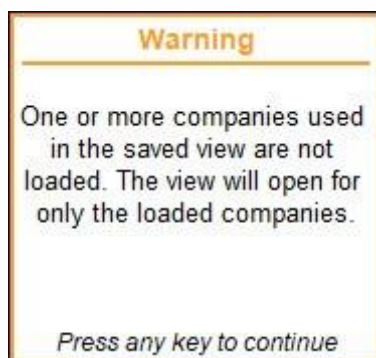 Warning
One or more companies used
in the saved view are not
loaded. The view will open for
only the loaded companies.
Press any key to continue